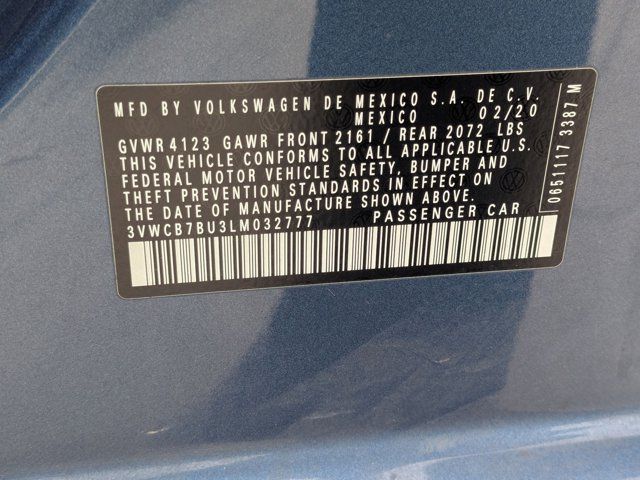 MFD BY VOLKSWAGEN DE MEXICO S.A. DE C.V.
MEXICO 02/20
GVWR 4123 GAWR FRONT 2161 / REAR 2072 LBS
THIS VEHICLE CONFORMS TO ALL APPLICABLE U.S.
FEDERAL MOTOR VEHICLE SAFETY, BUMPER AND
THEFT PREVENTION STANDARDS IN EFFECT ON
THE DATE OF MANUFACTURE SHOWN ABOVE.
3VWCB7BU3LM032777 PASSENGER CAR
0651117 3387 M